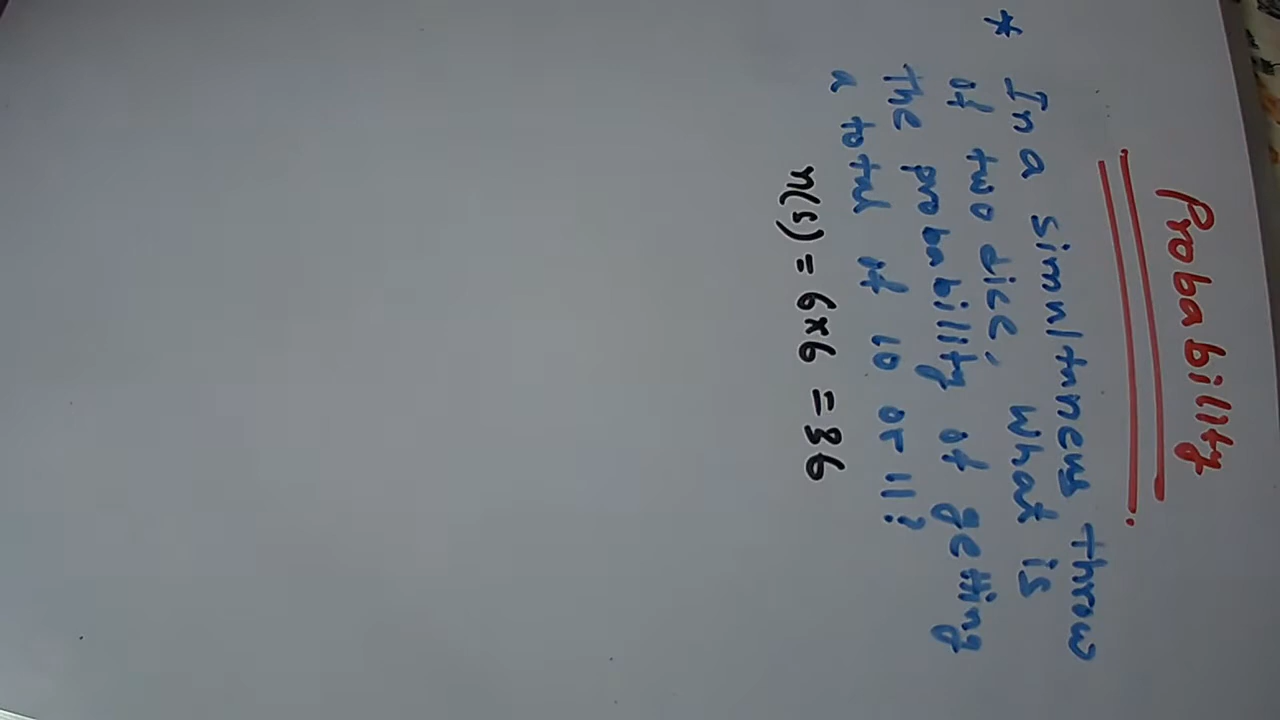 Probability
* In a simultneus throw
of two dice, what is
The probability of getting
a total of 10 or 11?
n(s) = 6×6 = 36